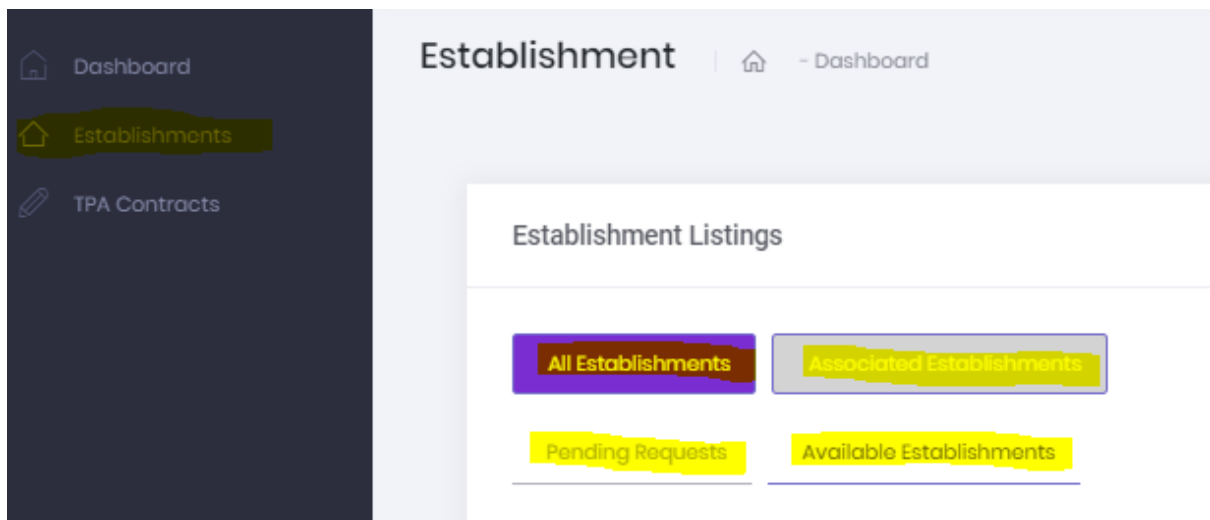 Dashboard
Establishments
TPA Contracts
Establishment
- Dashboard
Establishment Listings
All Establishments
Associated Establishments
Pending Requests
Available Establishments